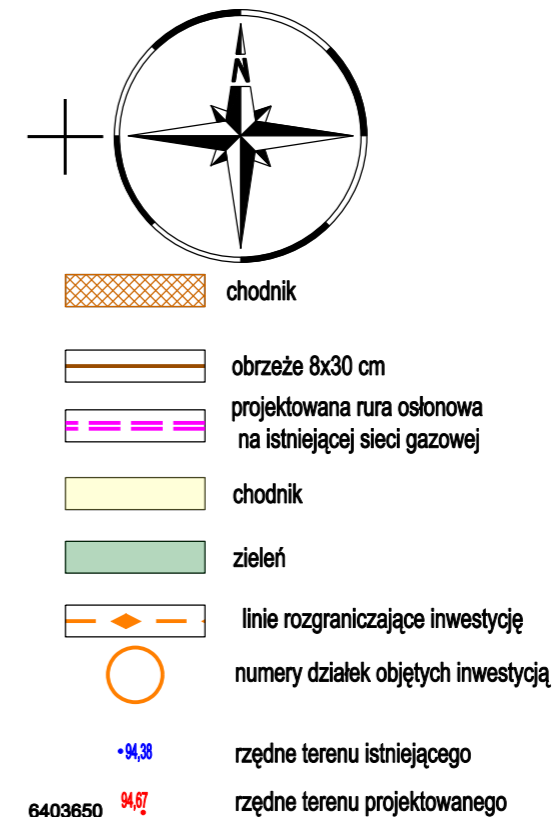 N
chodnik
obrzeże 8x30 cm
projektowana rura osłonowa
na istniejącej sieci gazowej
chodnik
zieleń
linie rozgraniczające inwestycję
numery działek objętych inwestycją
94,38 rzędne terenu istniejącego
94,67 rzędne terenu projektowanego
6403650